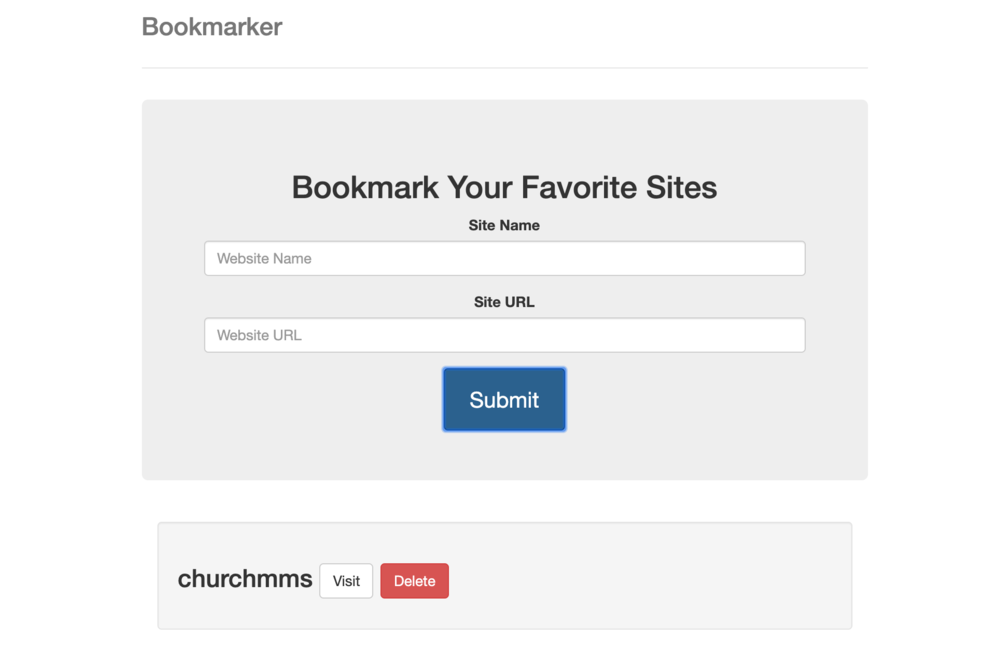 Bookmarker
Bookmark Your Favorite Sites
Site Name
Website Name
Site URL
Website URL
Submit
churchmms Visit Delete